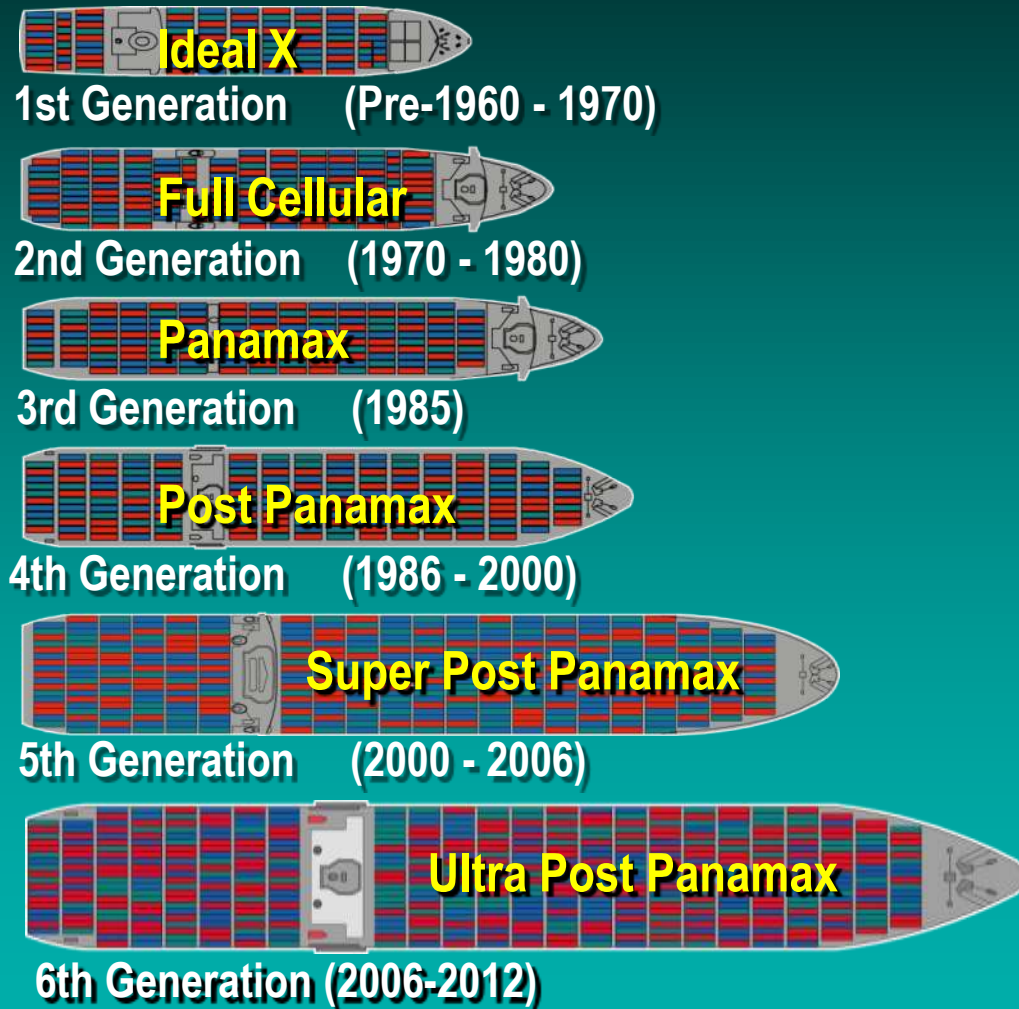 Ideal X
1st Generation (Pre-1960 - 1970)
Full Cellular
2nd Generation (1970 - 1980)
Panamax
3rd Generation (1985)
Post Panamax
4th Generation (1986 - 2000)
Super Post Panamax
5th Generation (2000 - 2006)
Ultra Post Panamax
6th Generation (2006-2012)